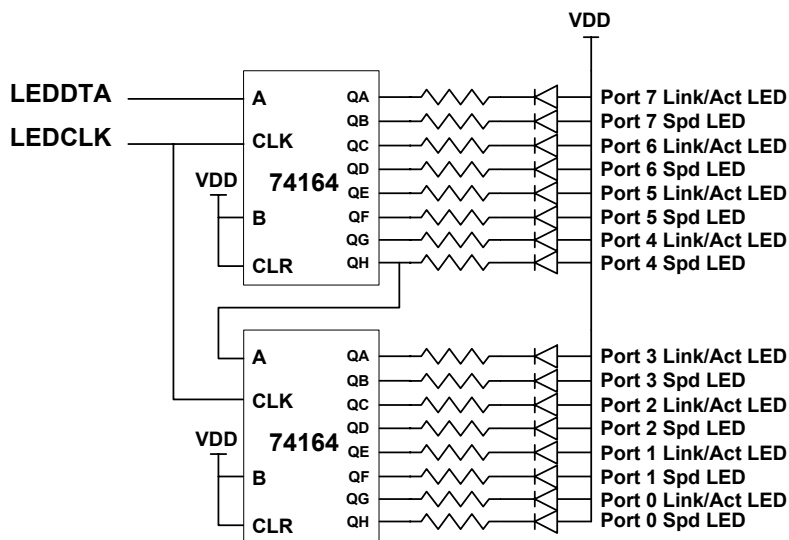 VDD
LEDDTA
A
QA
Port 7 Link/Act LED
QB
Port 7 Spd LED
LEDCLK
CLK
QC
Port 6 Link/Act LED
QD
Port 6 Spd LED
VDD
74164
QE
Port 5 Link/Act LED
B
QF
Port 5 Spd LED
QG
Port 4 Link/Act LED
CLR
QH
Port 4 Spd LED
A
QA
Port 3 Link/Act LED
QB
Port 3 Spd LED
CLK
QC
Port 2 Link/Act LED
QD
Port 2 Spd LED
VDD
74164
QE
Port 1 Link/Act LED
B
QF
Port 1 Spd LED
QG
Port 0 Link/Act LED
CLR
QH
Port 0 Spd LED